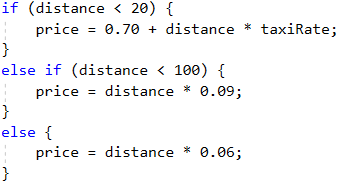 if (distance < 20) {
    price = 0.70 + distance * taxiRate;
}
else if (distance < 100) {
    price = distance * 0.09;
}
else {
    price = distance * 0.06;
}